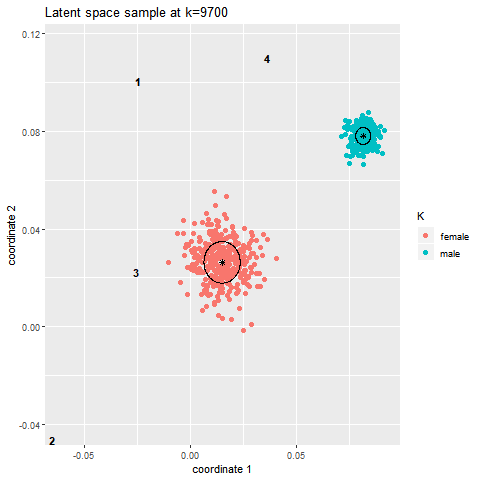 Latent space sample at k=9700
0.12
4
1
0.08
K
female
male
coordinate 2
0.04
3
0.00
-0.04
2
-0.05
0.00
0.05
coordinate 1